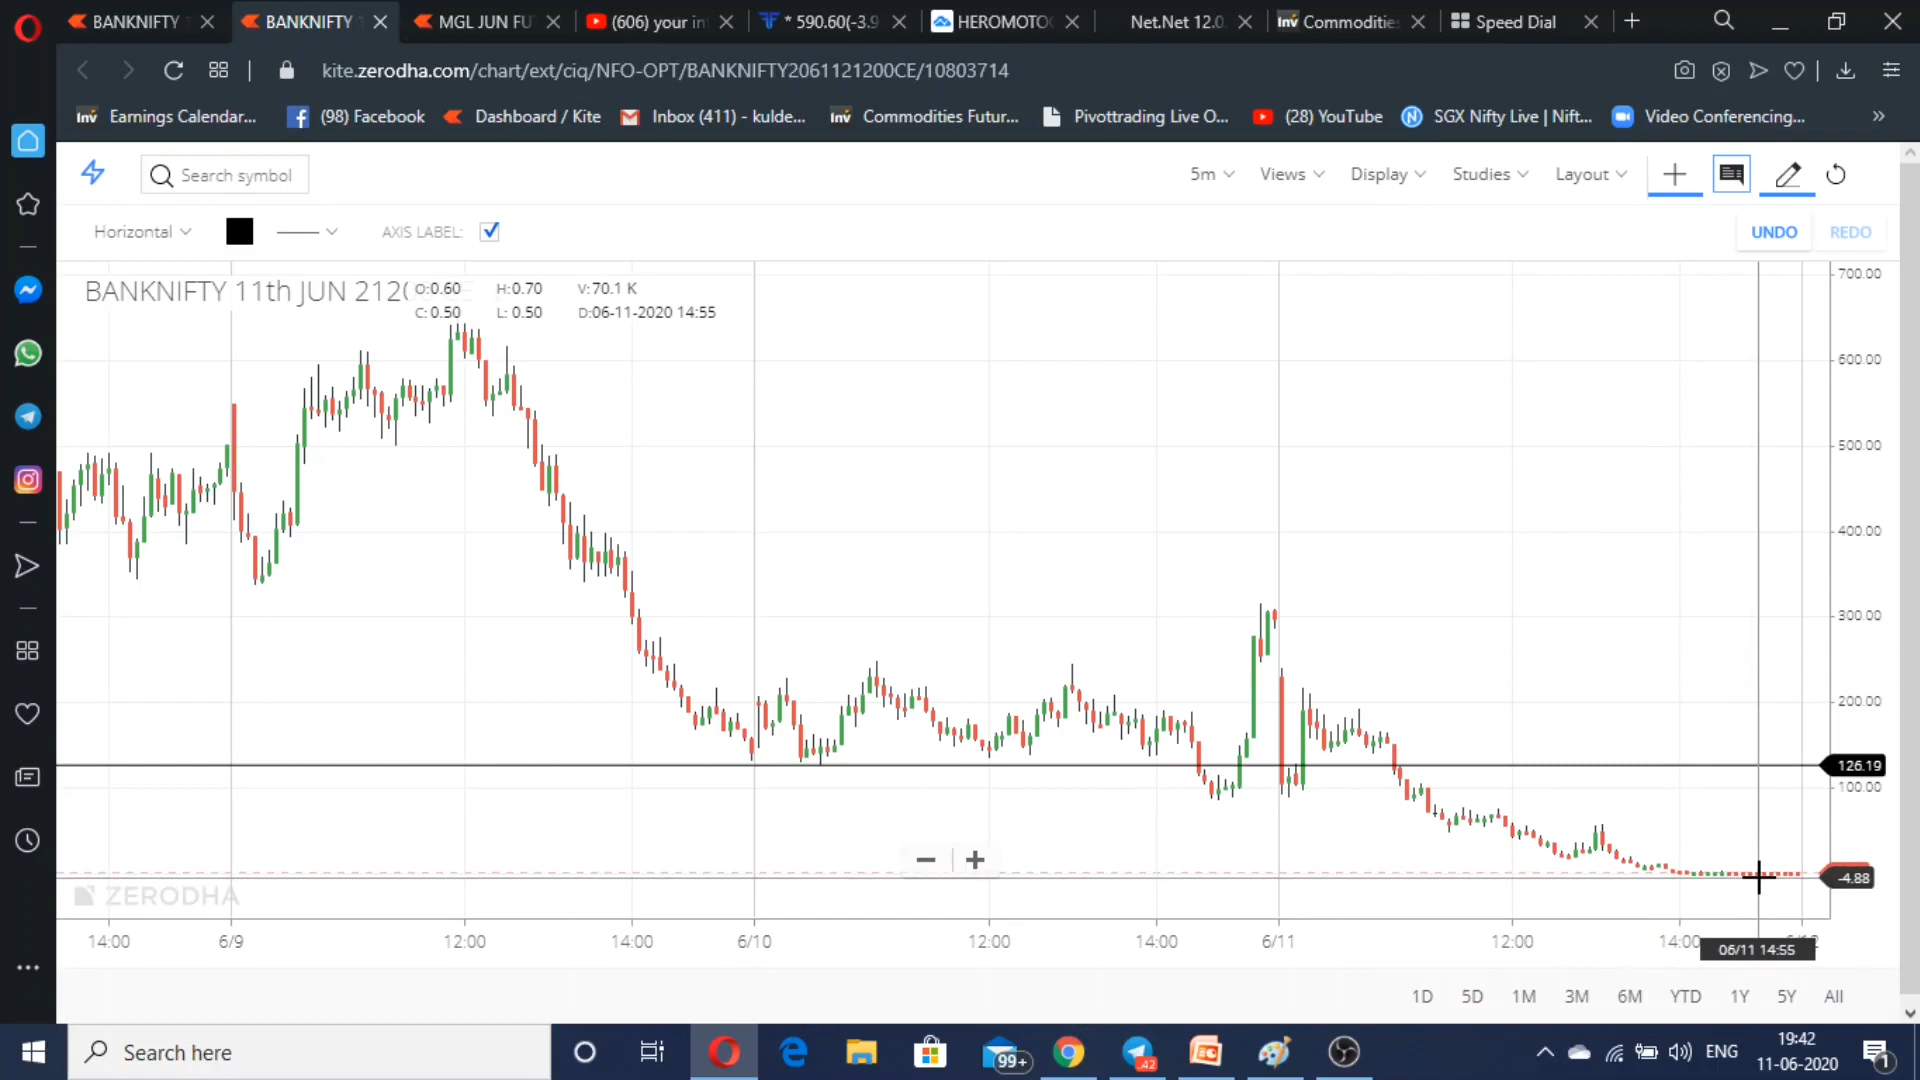 BANKNIFTY
BANKNIFTY
MGL JUN FU
(606) your in
* 590.60(-3.9
HEROMOTO
Net.Net 12.0
Inv Commodities
Speed Dial
kite.zerodha.com/chart/ext/ciq/NFO-OPT/BANKNIFTY2061121200CE/10803714
Inv Earnings Calendar...
(98) Facebook
Dashboard / Kite
Inbox (411) - kulde...
Inv Commodities Futur...
Pivottrading Live O...
(28) YouTube
N SGX Nifty Live | Nift...
Video Conferencing...
»
Search symbol
5m
Views
Display
Studies
Layout
Horizontal
AXIS LABEL:
UNDO
REDO
BANKNIFTY 11th JUN 2120
O:0.60 H:0.70 V:70.1 K
C: 0.50 L: 0.50 D:06-11-2020 14:55
700.00
600.00
500.00
400.00
300.00
200.00
126.19
100.00
-4.88
ZERODHA
14:00 6/9 12:00 14:00 6/10 12:00 14:00 6/11 12:00 14:00
06/11 14:55
1D 5D 1M 3M 6M YTD 1Y 5Y All
Search here
99+
42
ENG
19:42
11-06-2020
1